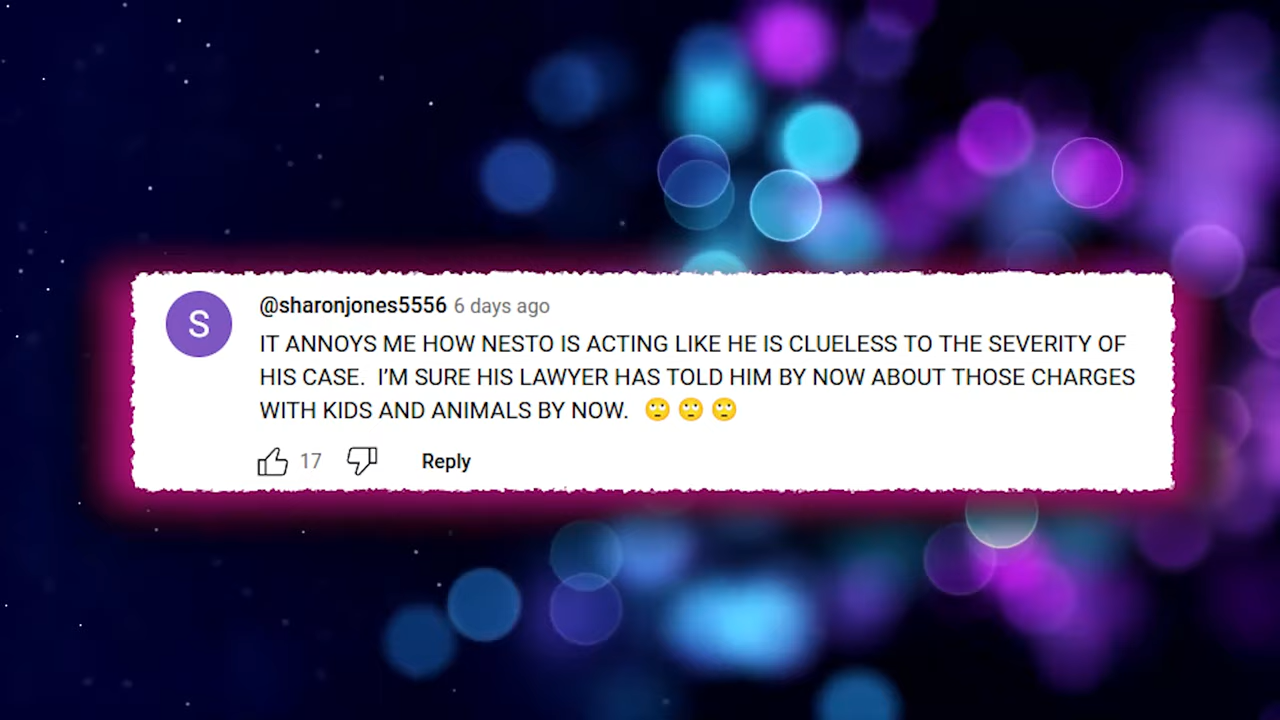 S
@sharonjones5556 6 days ago
IT ANNOYS ME HOW NESTO IS ACTING LIKE HE IS CLUELESS TO THE SEVERITY OF
HIS CASE.  I’M SURE HIS LAWYER HAS TOLD HIM BY NOW ABOUT THOSE CHARGES
WITH KIDS AND ANIMALS BY NOW.  🙄 🙄 🙄
17 Reply